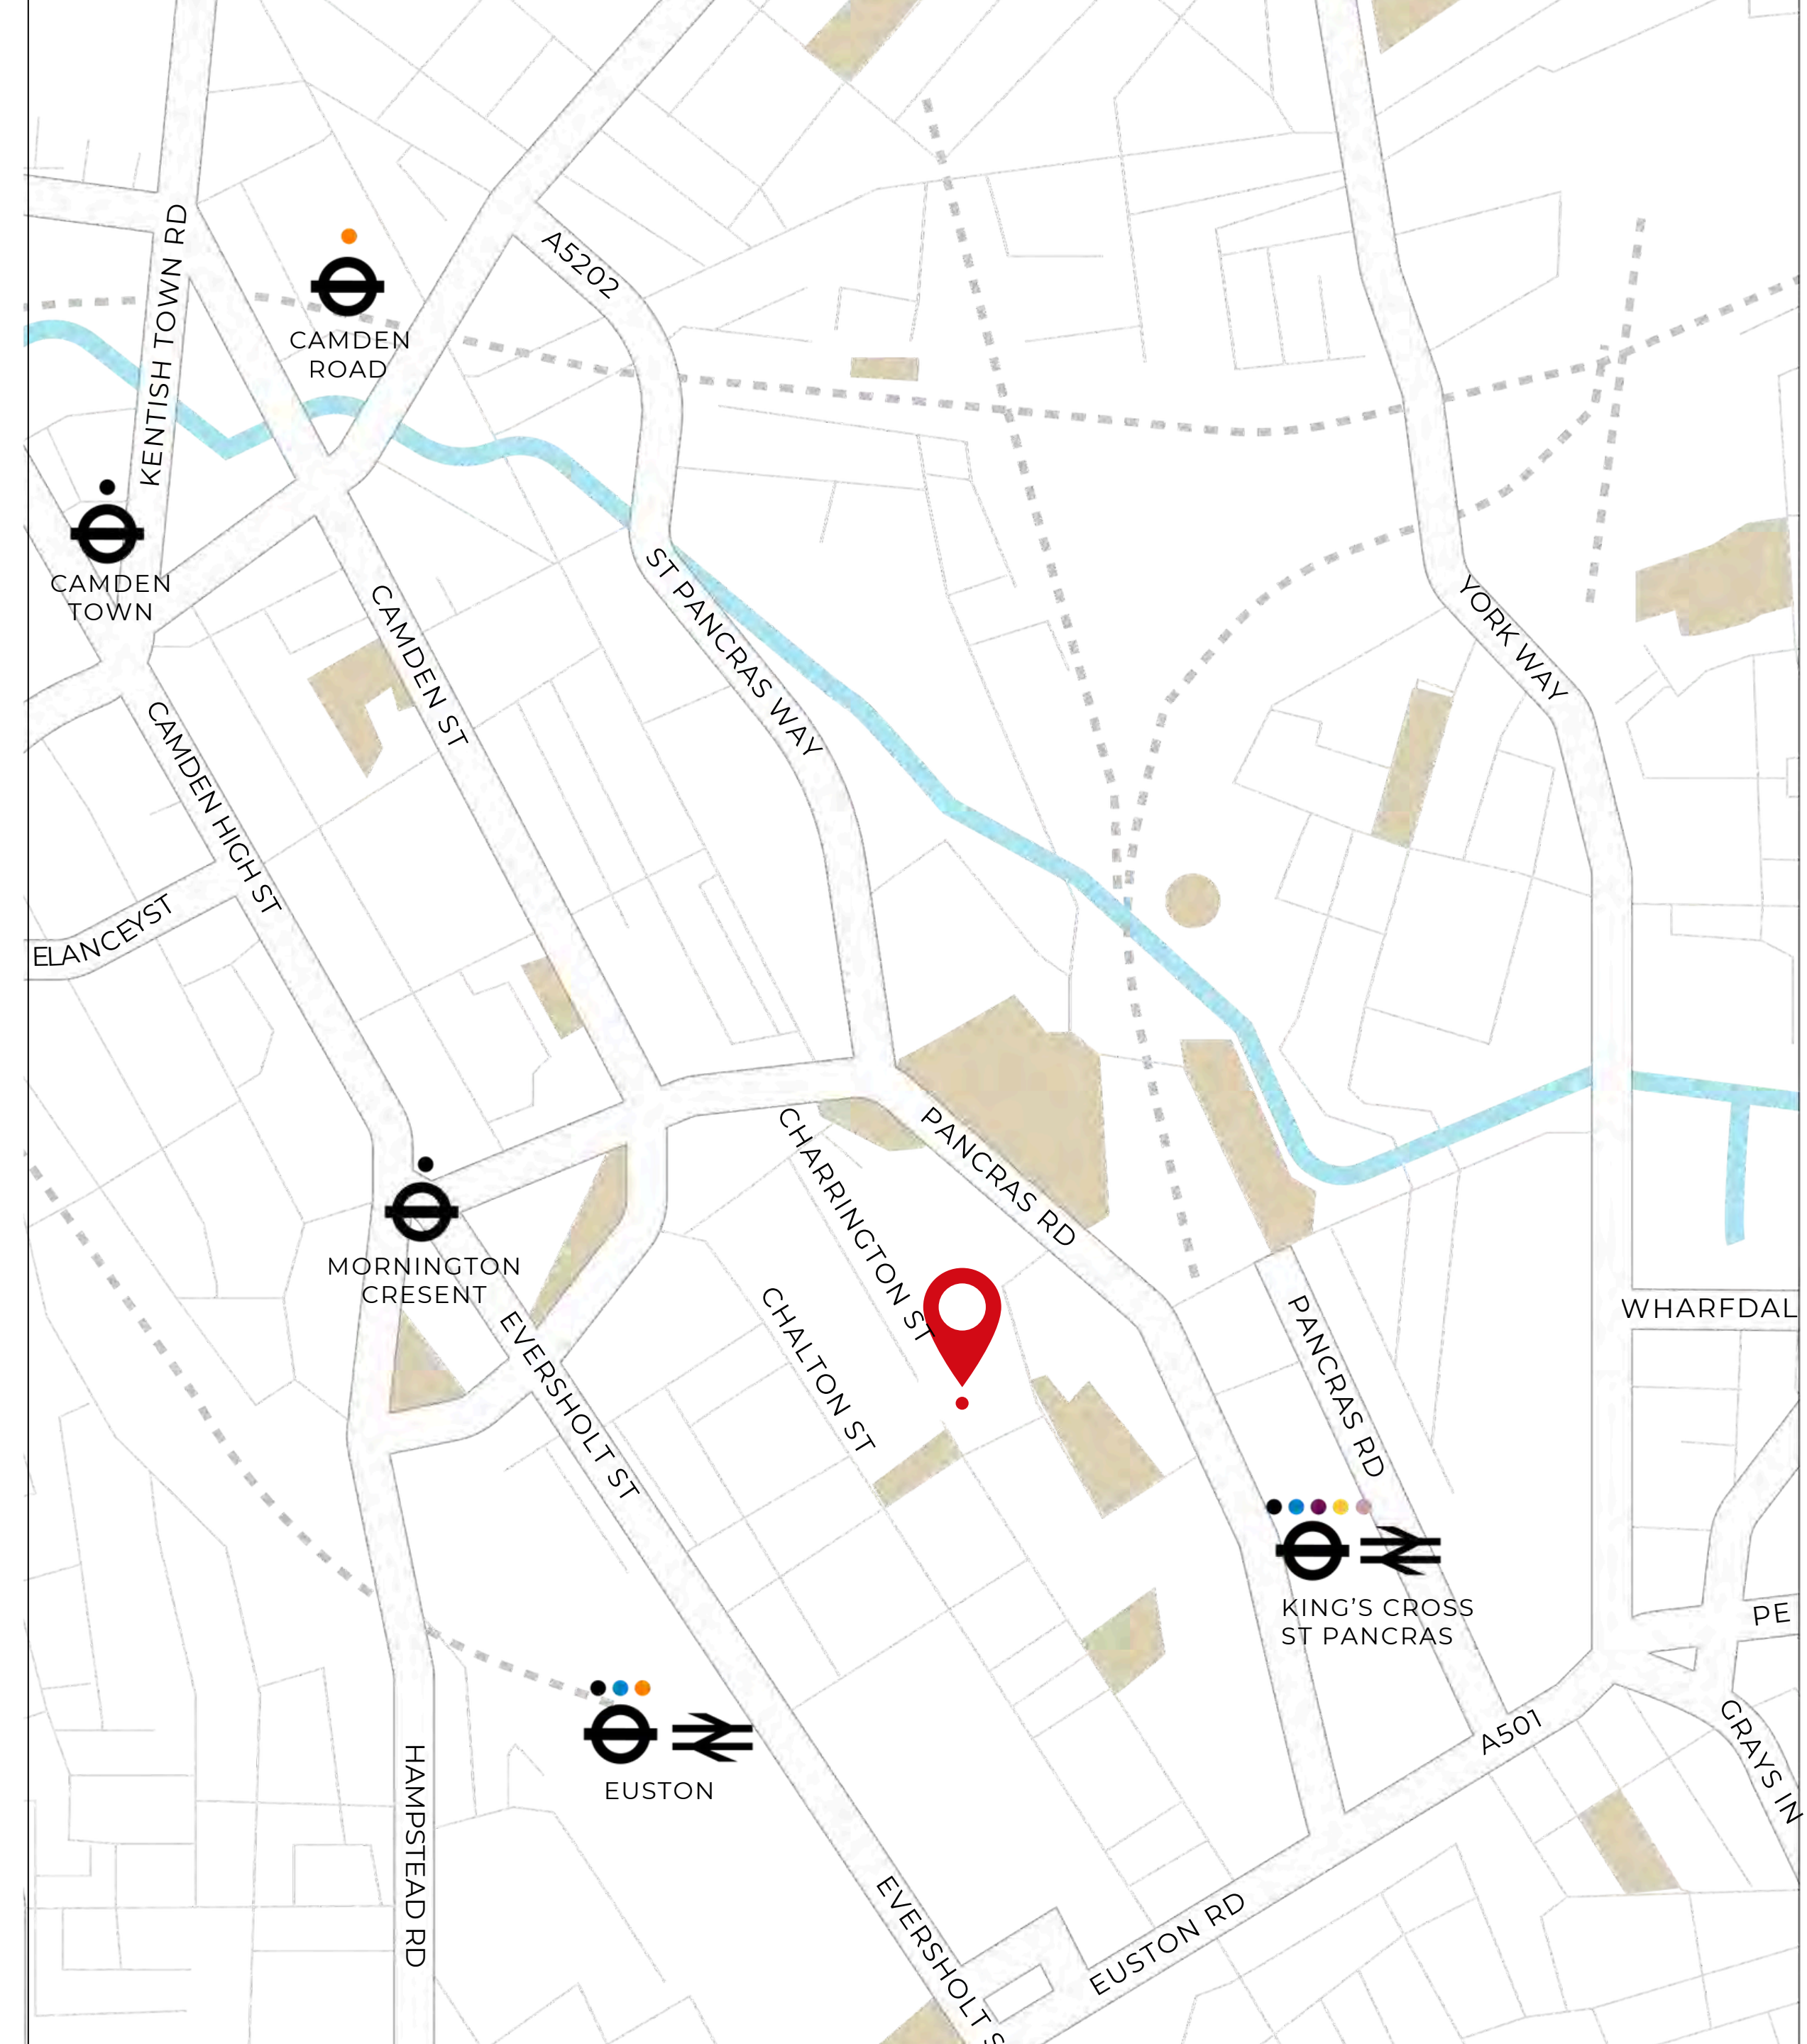 KENTISH TOWN RD
A5202
CAMDEN
ROAD
CAMDEN
TOWN
ST PANCRAS WAY
CAMDEN ST
YORK WAY
CAMDEN HIGH ST
ELANCEYST
CHARRINGTON ST
PANCRAS RD
MORNINGTON
CRESENT
CHALTON ST
EVERSHOLT ST
PANCRAS RD
WHARFDAL
KING'S CROSS
ST PANCRAS
PE
EUSTON
HAMPSTEAD RD
A501
GRAYS IN
EVERSHOLT S
EUSTON RD